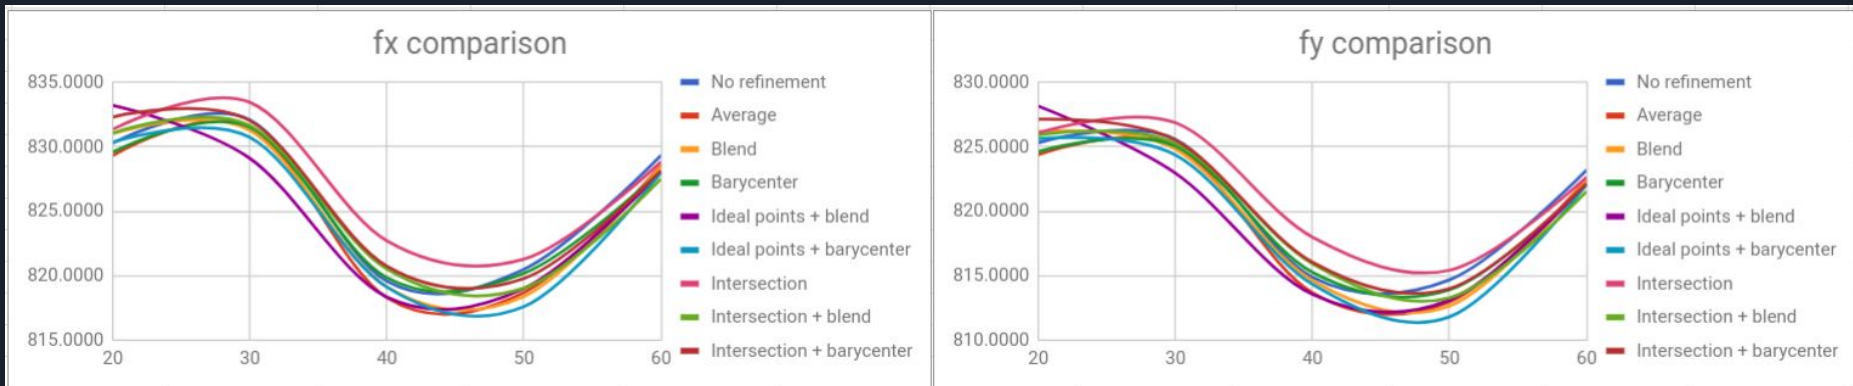 fx comparison
835.0000
830.0000
825.0000
820.0000
815.0000
20 30 40 50 60
No refinement
Average
Blend
Barycenter
Ideal points + blend
Ideal points + barycenter
Intersection
Intersection + blend
Intersection + barycenter
fy comparison
830.0000
825.0000
820.0000
815.0000
810.0000
20 30 40 50 60
No refinement
Average
Blend
Barycenter
Ideal points + blend
Ideal points + barycenter
Intersection
Intersection + blend
Intersection + barycenter